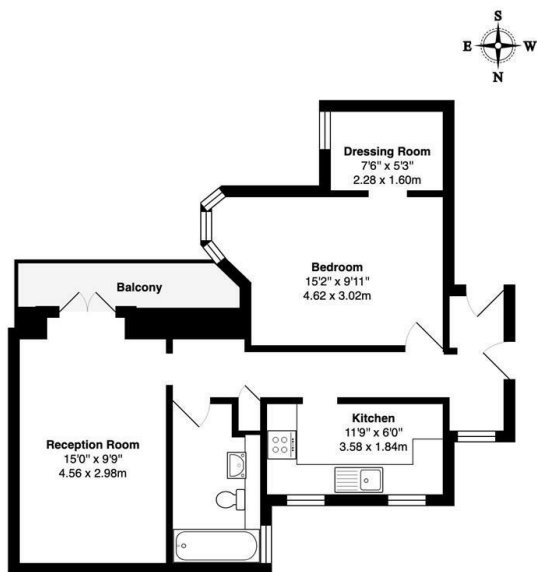 S
E W
N
Dressing Room
7'6" x 5'3"
2.28 x 1.60m
Bedroom
15'2" x 9'11"
4.62 x 3.02m
Balcony
Kitchen
11'9" x 6'0"
3.58 x 1.84m
Reception Room
15'0" x 9'9"
4.56 x 2.98m